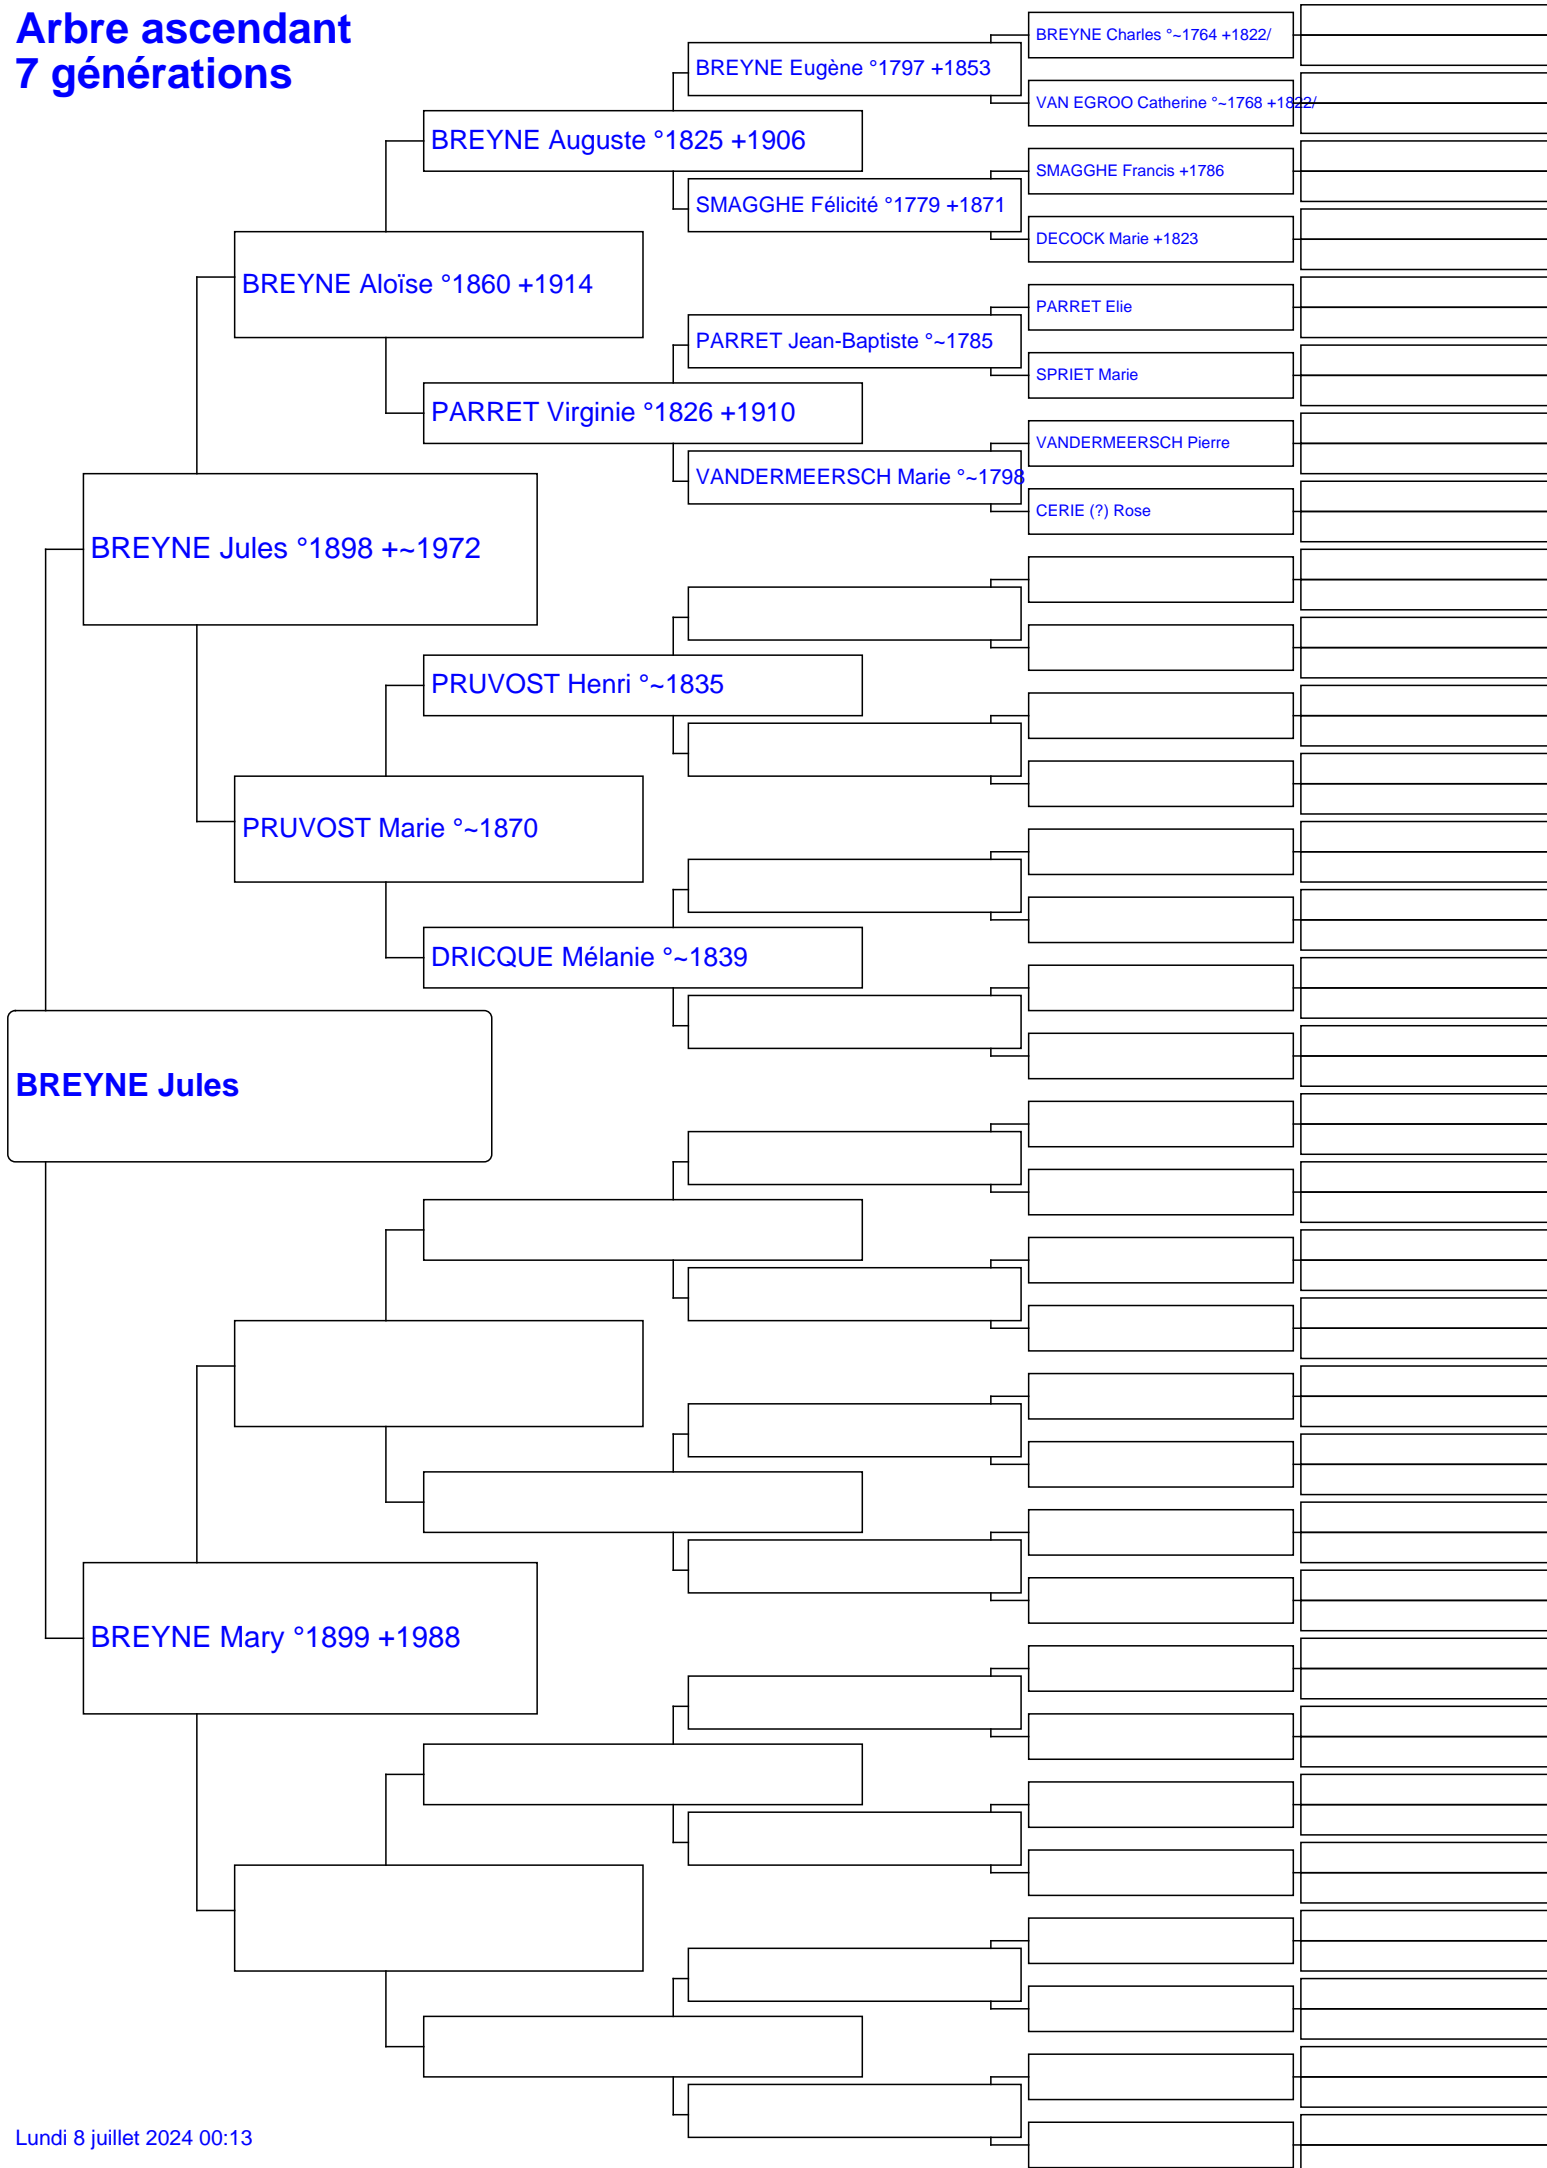 Arbre ascendant
7 générations
BREYNE Charles °~1764 +1822/
BREYNE Eugène °1797 +1853
VAN EGROO Catherine °~1768 +1822/
BREYNE Auguste °1825 +1906
SMAGGHE Francis +1786
SMAGGHE Félicité °1779 +1871
DECOCK Marie +1823
BREYNE Aloïse °1860 +1914
PARRET Elie
PARRET Jean-Baptiste °~1785
SPRIET Marie
PARRET Virginie °1826 +1910
VANDERMEERSCH Pierre
VANDERMEERSCH Marie °~1798
CERIE (?) Rose
BREYNE Jules °1898 +~1972
PRUVOST Henri °~1835
PRUVOST Marie °~1870
DRICQUE Mélanie °~1839
BREYNE Jules
BREYNE Mary °1899 +1988
Lundi 8 juillet 2024 00:13